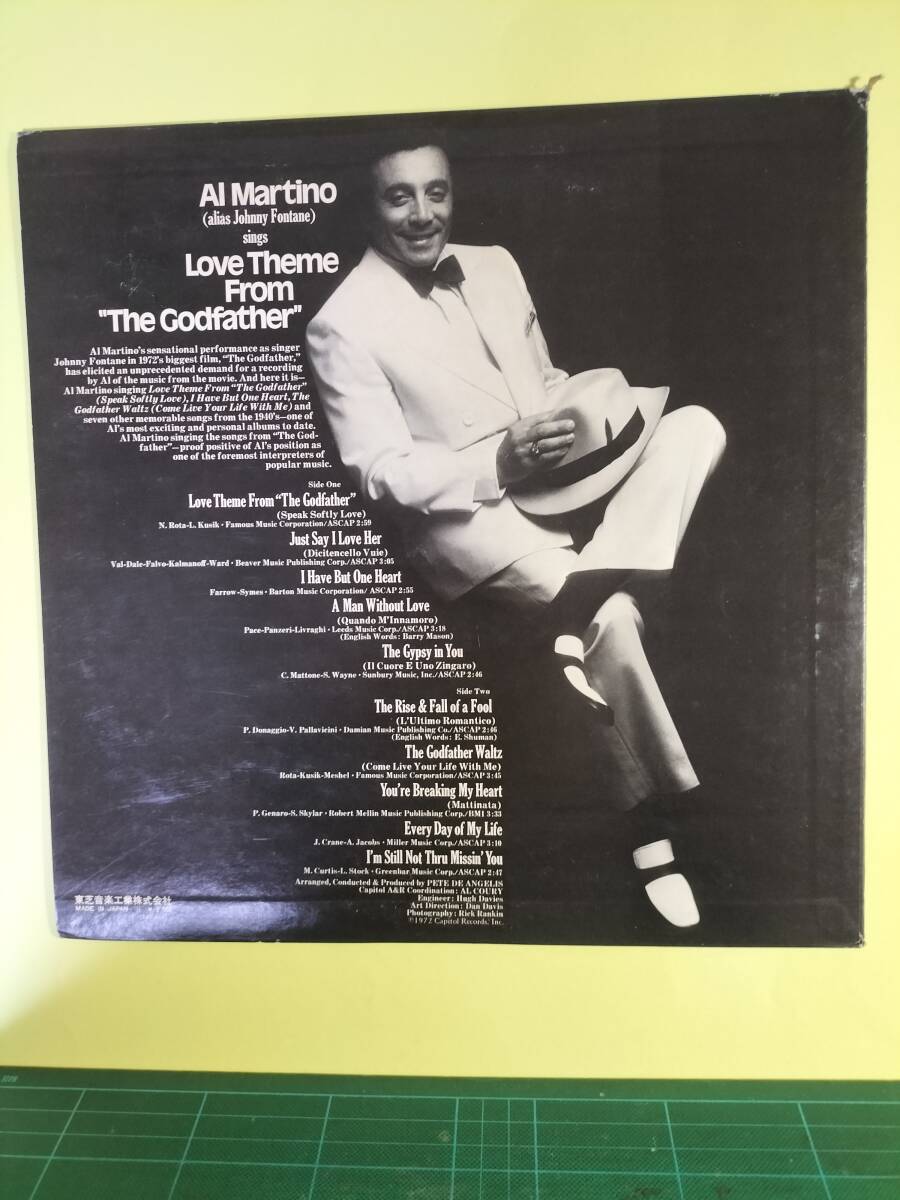 Al Martino
(alias Johnny Fontane)
sings
Love Theme
From
"The Godfather"
Al Martino's sensational performance as singer
Johnny Fontane in 1972's biggest film, "The Godfather,"
has elicited an unprecedented demand for a recording
by Al of the music from the movie. And here it is—
Al Martino singing Love Theme From "The Godfather"
(Speak Softly Love), I Have But One Heart, The
Godfather Waltz (Come Live Your Life With Me) and
seven other memorable songs from the 1940's—one of
Al's most exciting and personal albums to date.
Al Martino singing the songs from "The God-
father"—proof positive of Al's position as
one of the foremost interpreters of
popular music.
Side One
Love Theme From "The Godfather"
(Speak Softly Love)
N. Rota-L. Kusik • Famous Music Corporation/ASCAP 2:59
Just Say I Love Her
(Dicitencello Vuie)
Val-Dale-Falvo-Kalmanoff-Ward • Beaver Music Publishing Corp./ASCAP 3:05
I Have But One Heart
Farrow-Symes • Barton Music Corporation/ASCAP 2:55
A Man Without Love
(Quando M'Innamoro)
Pace-Panzeri-Livraghi • Leeds Music Corp./ASCAP 3:18
(English Words: Barry Mason)
The Gypsy in You
(Il Cuore E Uno Zingaro)
C. Mattone-S. Wayne • Sunbury Music, Inc./ASCAP 2:46
Side Two
The Rise & Fall of a Fool
(L'Ultimo Romantico)
P. Donaggio-V. Pallavicini • Damian Music Publishing Co./ASCAP 2:46
(English Words: E. Shuman)
The Godfather Waltz
(Come Live Your Life With Me)
Rota-Kusik-Meshel • Famous Music Corporation/ASCAP 3:45
You're Breaking My Heart
(Mattinata)
P. Genaro-S. Skylar • Robert Mellin Music Publishing Corp./BMI 3:33
Every Day of My Life
J. Crane-A. Jacobs • Miller Music Corp./ASCAP 3:10
I'm Still Not Thru Missin' You
M. Curtis-L. Stock • Greenbar Music Corp./ASCAP 2:47
Arranged, Conducted & Produced by PETE DE ANGELIS
Capitol A&R Coordination: AL COURY
Engineer: Hugh Davies
Art Direction: Dan Davis
Photography: Rick Rankin
℗1972 Capitol Records, Inc.
東芝音楽工業株式会社
MADE IN JAPAN